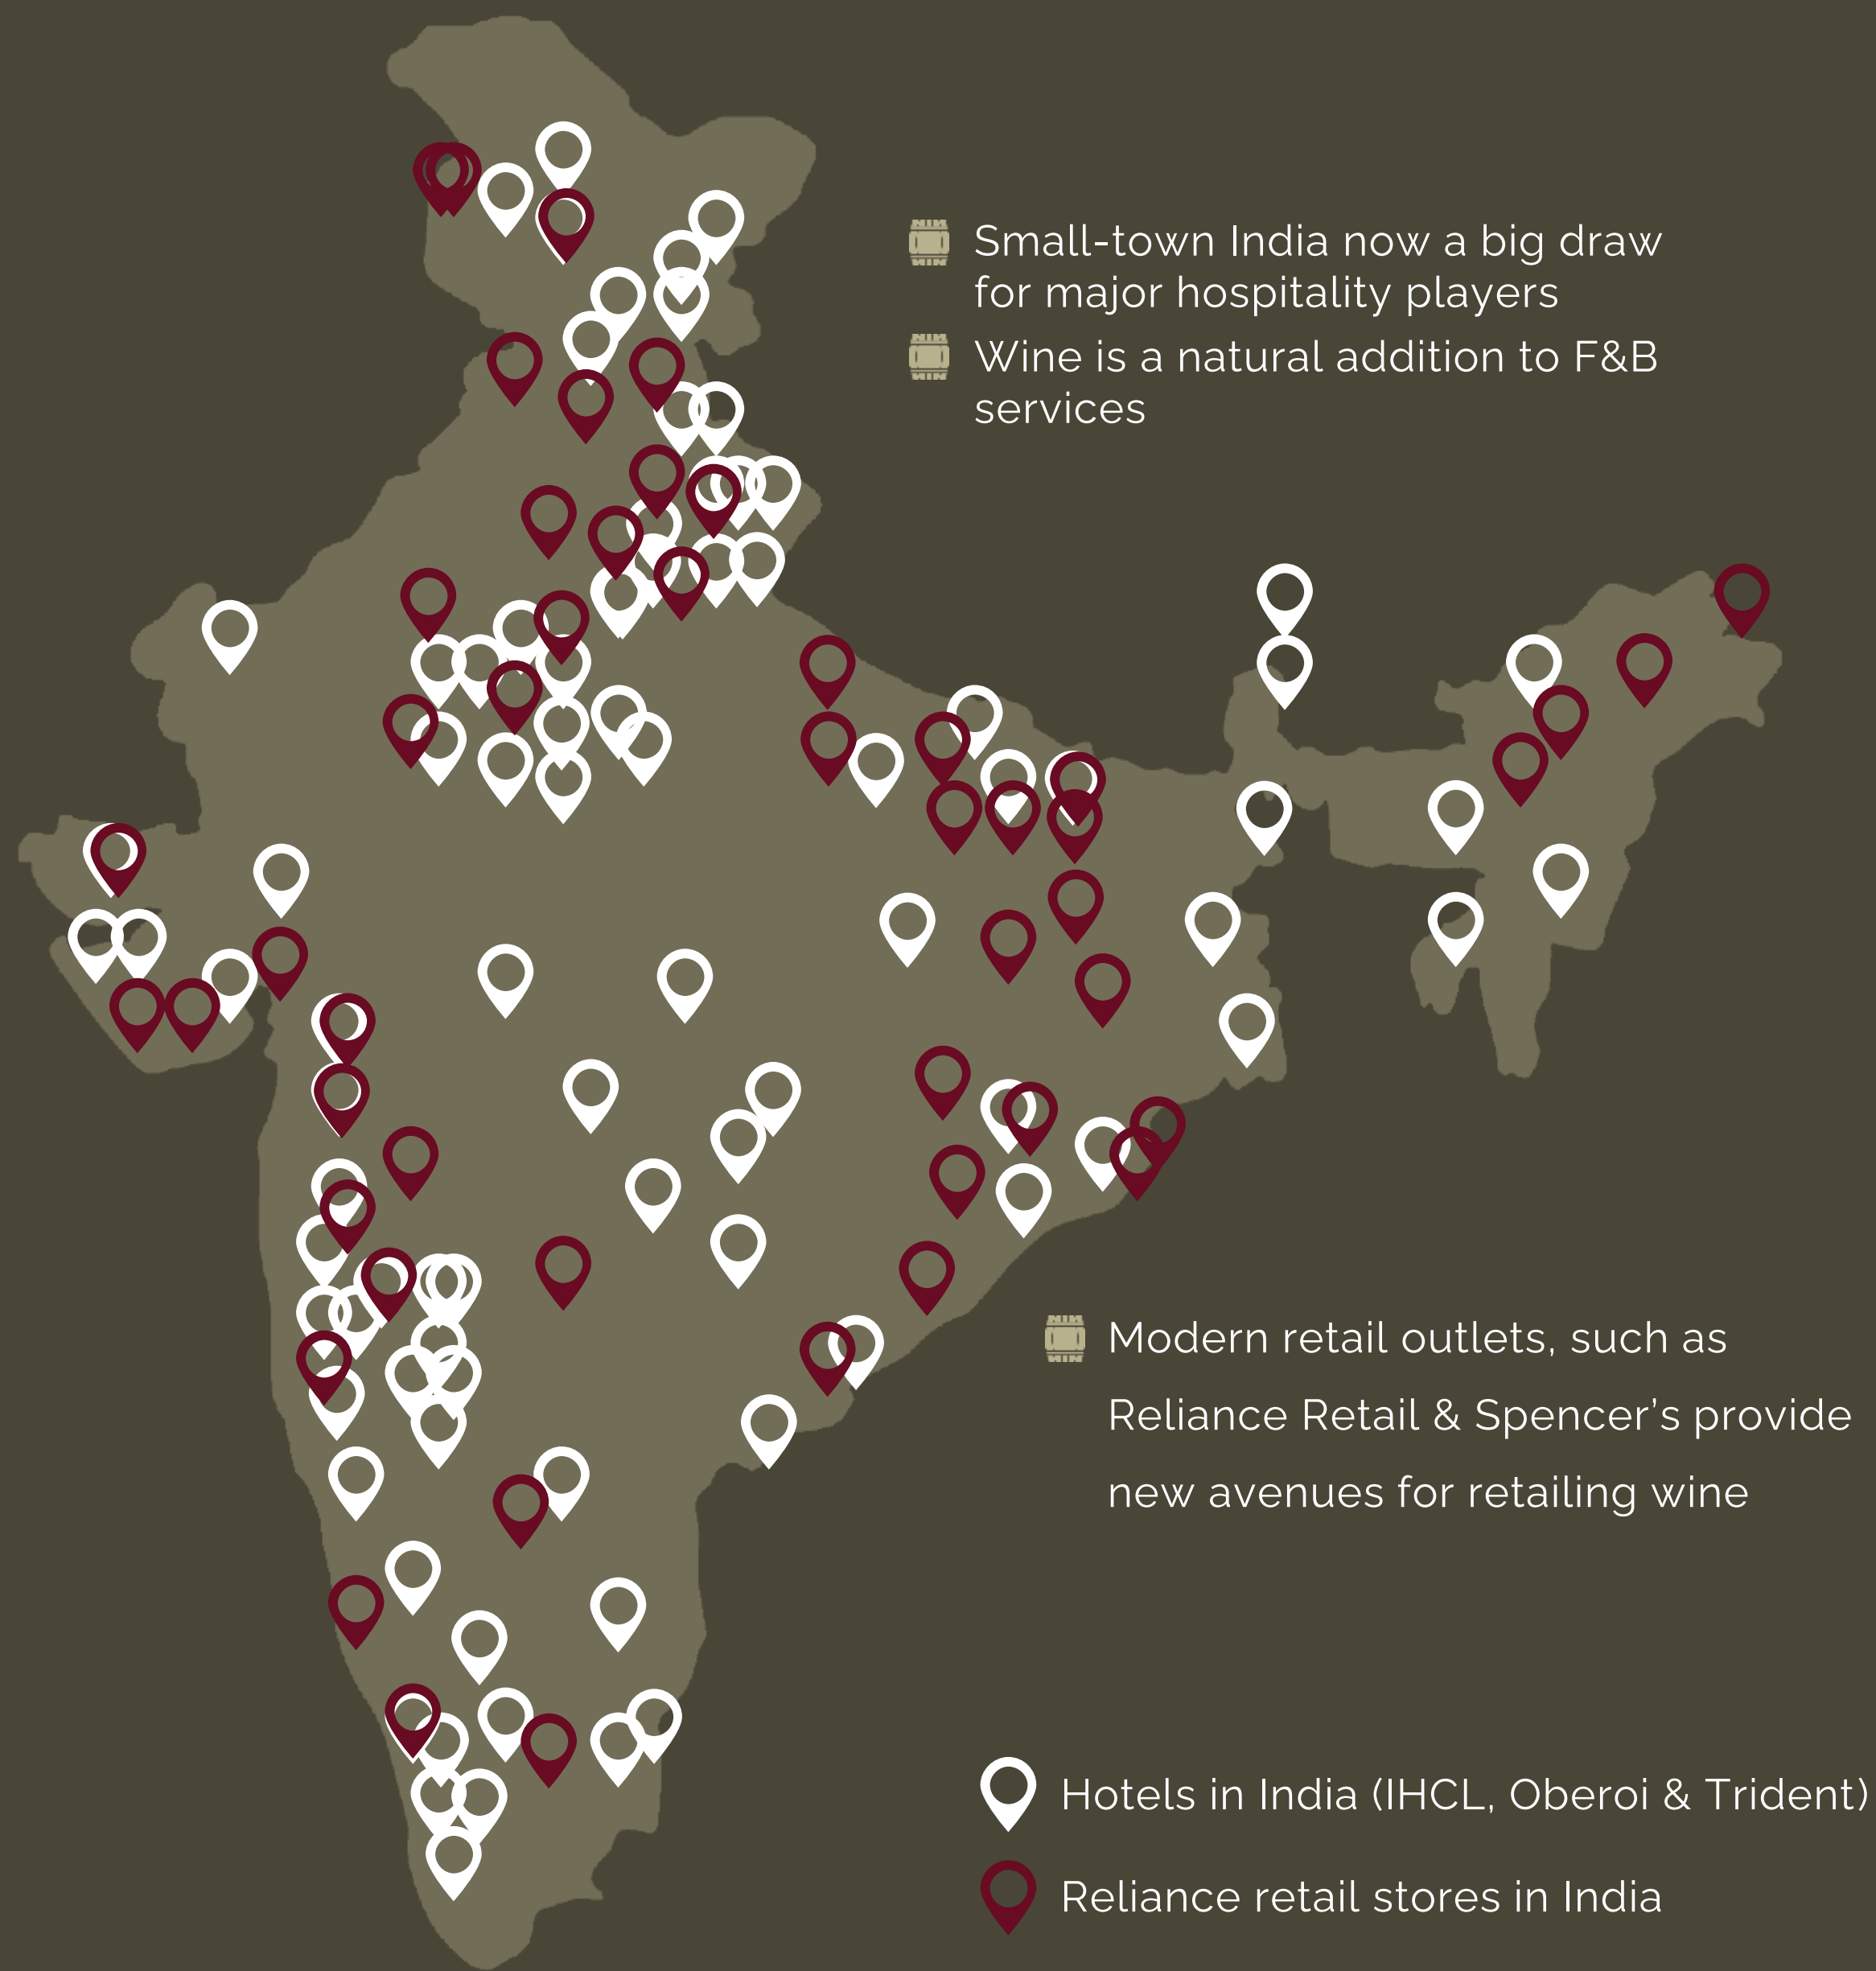 Small-town India now a big draw
for major hospitality players
Wine is a natural addition to F&B
services
Modern retail outlets, such as
Reliance Retail & Spencer’s provide
new avenues for retailing wine
Hotels in India (IHCL, Oberoi & Trident)
Reliance retail stores in India